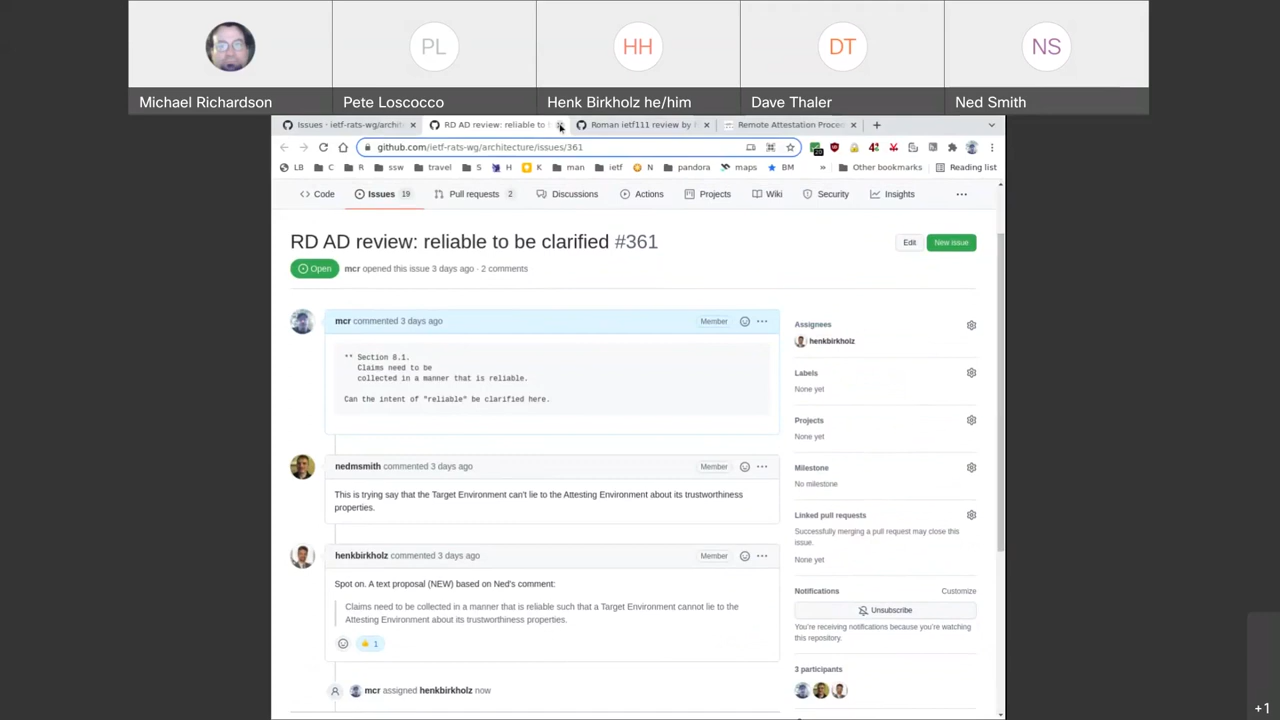 PL
HH
DT
NS
Michael Richardson
Pete Loscocco
Henk Birkholz he/him
Dave Thaler
Ned Smith
Issues · ietf-rats-wg/archit
RD AD review: reliable to
Roman ietf111 review by
Remote Attestation Proce
github.com/ietf-rats-wg/architecture/issues/361
LB
C
R
ssw
travel
S
H
K
man
ietf
N
pandora
maps
BM
»
Other bookmarks
Reading list
Code
Issues 19
Pull requests 2
Discussions
Actions
Projects
Wiki
Security
Insights
RD AD review: reliable to be clarified #361
Edit
New issue
Open
mcr opened this issue 3 days ago · 2 comments
mcr commented 3 days ago
Member
** Section 8.1.
Claims need to be
collected in a manner that is reliable.
Can the intent of "reliable" be clarified here.
nedmsmith commented 3 days ago
Member
This is trying say that the Target Environment can't lie to the Attesting Environment about its trustworthiness
properties.
henkbirkholz commented 3 days ago
Member
Spot on. A text proposal (NEW) based on Ned's comment:
Claims need to be collected in a manner that is reliable such that a Target Environment cannot lie to the
Attesting Environment about its trustworthiness properties.
1
mcr assigned henkbirkholz now
Assignees
henkbirkholz
Labels
None yet
Projects
None yet
Milestone
No milestone
Linked pull requests
Successfully merging a pull request may close this
issue.
None yet
Notifications
Customize
Unsubscribe
You're receiving notifications because you're watching
this repository.
3 participants
+1